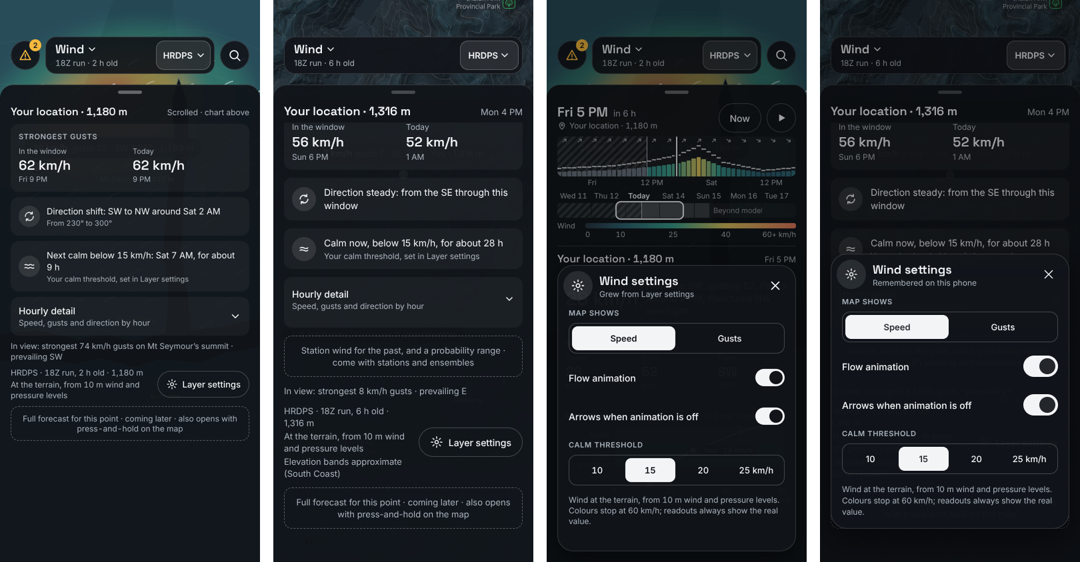 2
Wind
18Z run · 2 h old
HRDPS
Your location · 1,180 m
Scrolled · chart above
STRONGEST GUSTS
In the window
Today
62 km/h
62 km/h
Fri 9 PM
9 PM
Direction shift: SW to NW around Sat 2 AM
From 230° to 300°
Next calm below 15 km/h: Sat 7 AM, for about
9 h
Your calm threshold, set in Layer settings
Hourly detail
Speed, gusts and direction by hour
In view: strongest 74 km/h gusts on Mt Seymour's summit ·
prevailing SW
HRDPS · 18Z run, 2 h old · 1,180 m
At the terrain, from 10 m wind and
pressure levels
Layer settings
Full forecast for this point · coming later · also opens with
press-and-hold on the map
Provincial Park
Wind
18Z run · 6 h old
HRDPS
Your location · 1,316 m
Mon 4 PM
In the window
Today
56 km/h
52 km/h
Sun 6 PM
1 AM
Direction steady: from the SE through this
window
Calm now, below 15 km/h, for about 28 h
Your calm threshold, set in Layer settings
Hourly detail
Speed, gusts and direction by hour
Station wind for the past, and a probability range ·
come with stations and ensembles
In view: strongest 8 km/h gusts · prevailing E
HRDPS · 18Z run, 6 h old ·
1,316 m
At the terrain, from 10 m wind
and pressure levels
Elevation bands approximate
(South Coast)
Layer settings
Full forecast for this point · coming later · also opens
with press-and-hold on the map
2
Wind
18Z run · 2 h old
HRDPS
Fri 5 PM in 6 h
Your location · 1,180 m
Now
Fri
12 PM
Sat
12 PM
Wed 11
Thu 12
Today
Sat 14
Sun 15
Mon 16
Tue 17
Beyond model
Wind
0
10
25
40
60+ km/h
Your location · 1,180 m
Fri 5 PM
Wind settings
Grew from Layer settings
MAP SHOWS
Speed
Gusts
Flow animation
Arrows when animation is off
CALM THRESHOLD
10
15
20
25 km/h
Wind at the terrain, from 10 m wind and pressure levels.
Colours stop at 60 km/h; readouts always show the real
value.
Provincial Park
Wind
18Z run · 6 h old
HRDPS
Your location · 1,316 m
Mon 4 PM
In the window
Today
56 km/h
52 km/h
Sun 6 PM
1 AM
Direction steady: from the SE through this
window
Calm now, below 15 km/h, for about 28 h
Wind settings
Remembered on this phone
MAP SHOWS
Speed
Gusts
Flow animation
Arrows when animation is off
CALM THRESHOLD
10
15
20
25 km/h
Wind at the terrain, from 10 m wind and pressure levels.
Colours stop at 60 km/h; readouts always show the real
value.